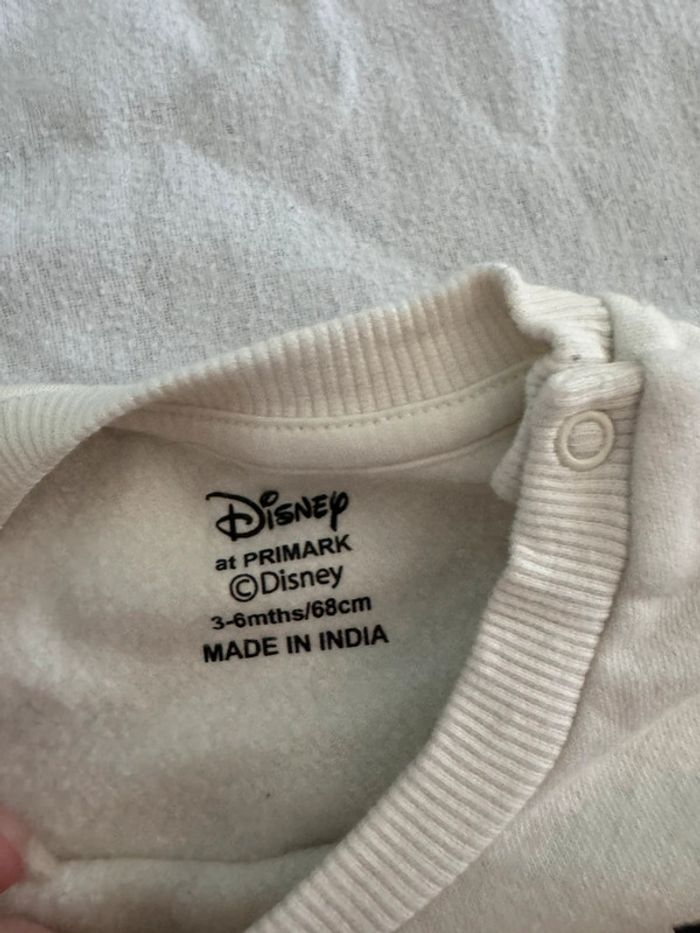 Disney
at PRIMARK
©Disney
3-6mths/68cm
MADE IN INDIA